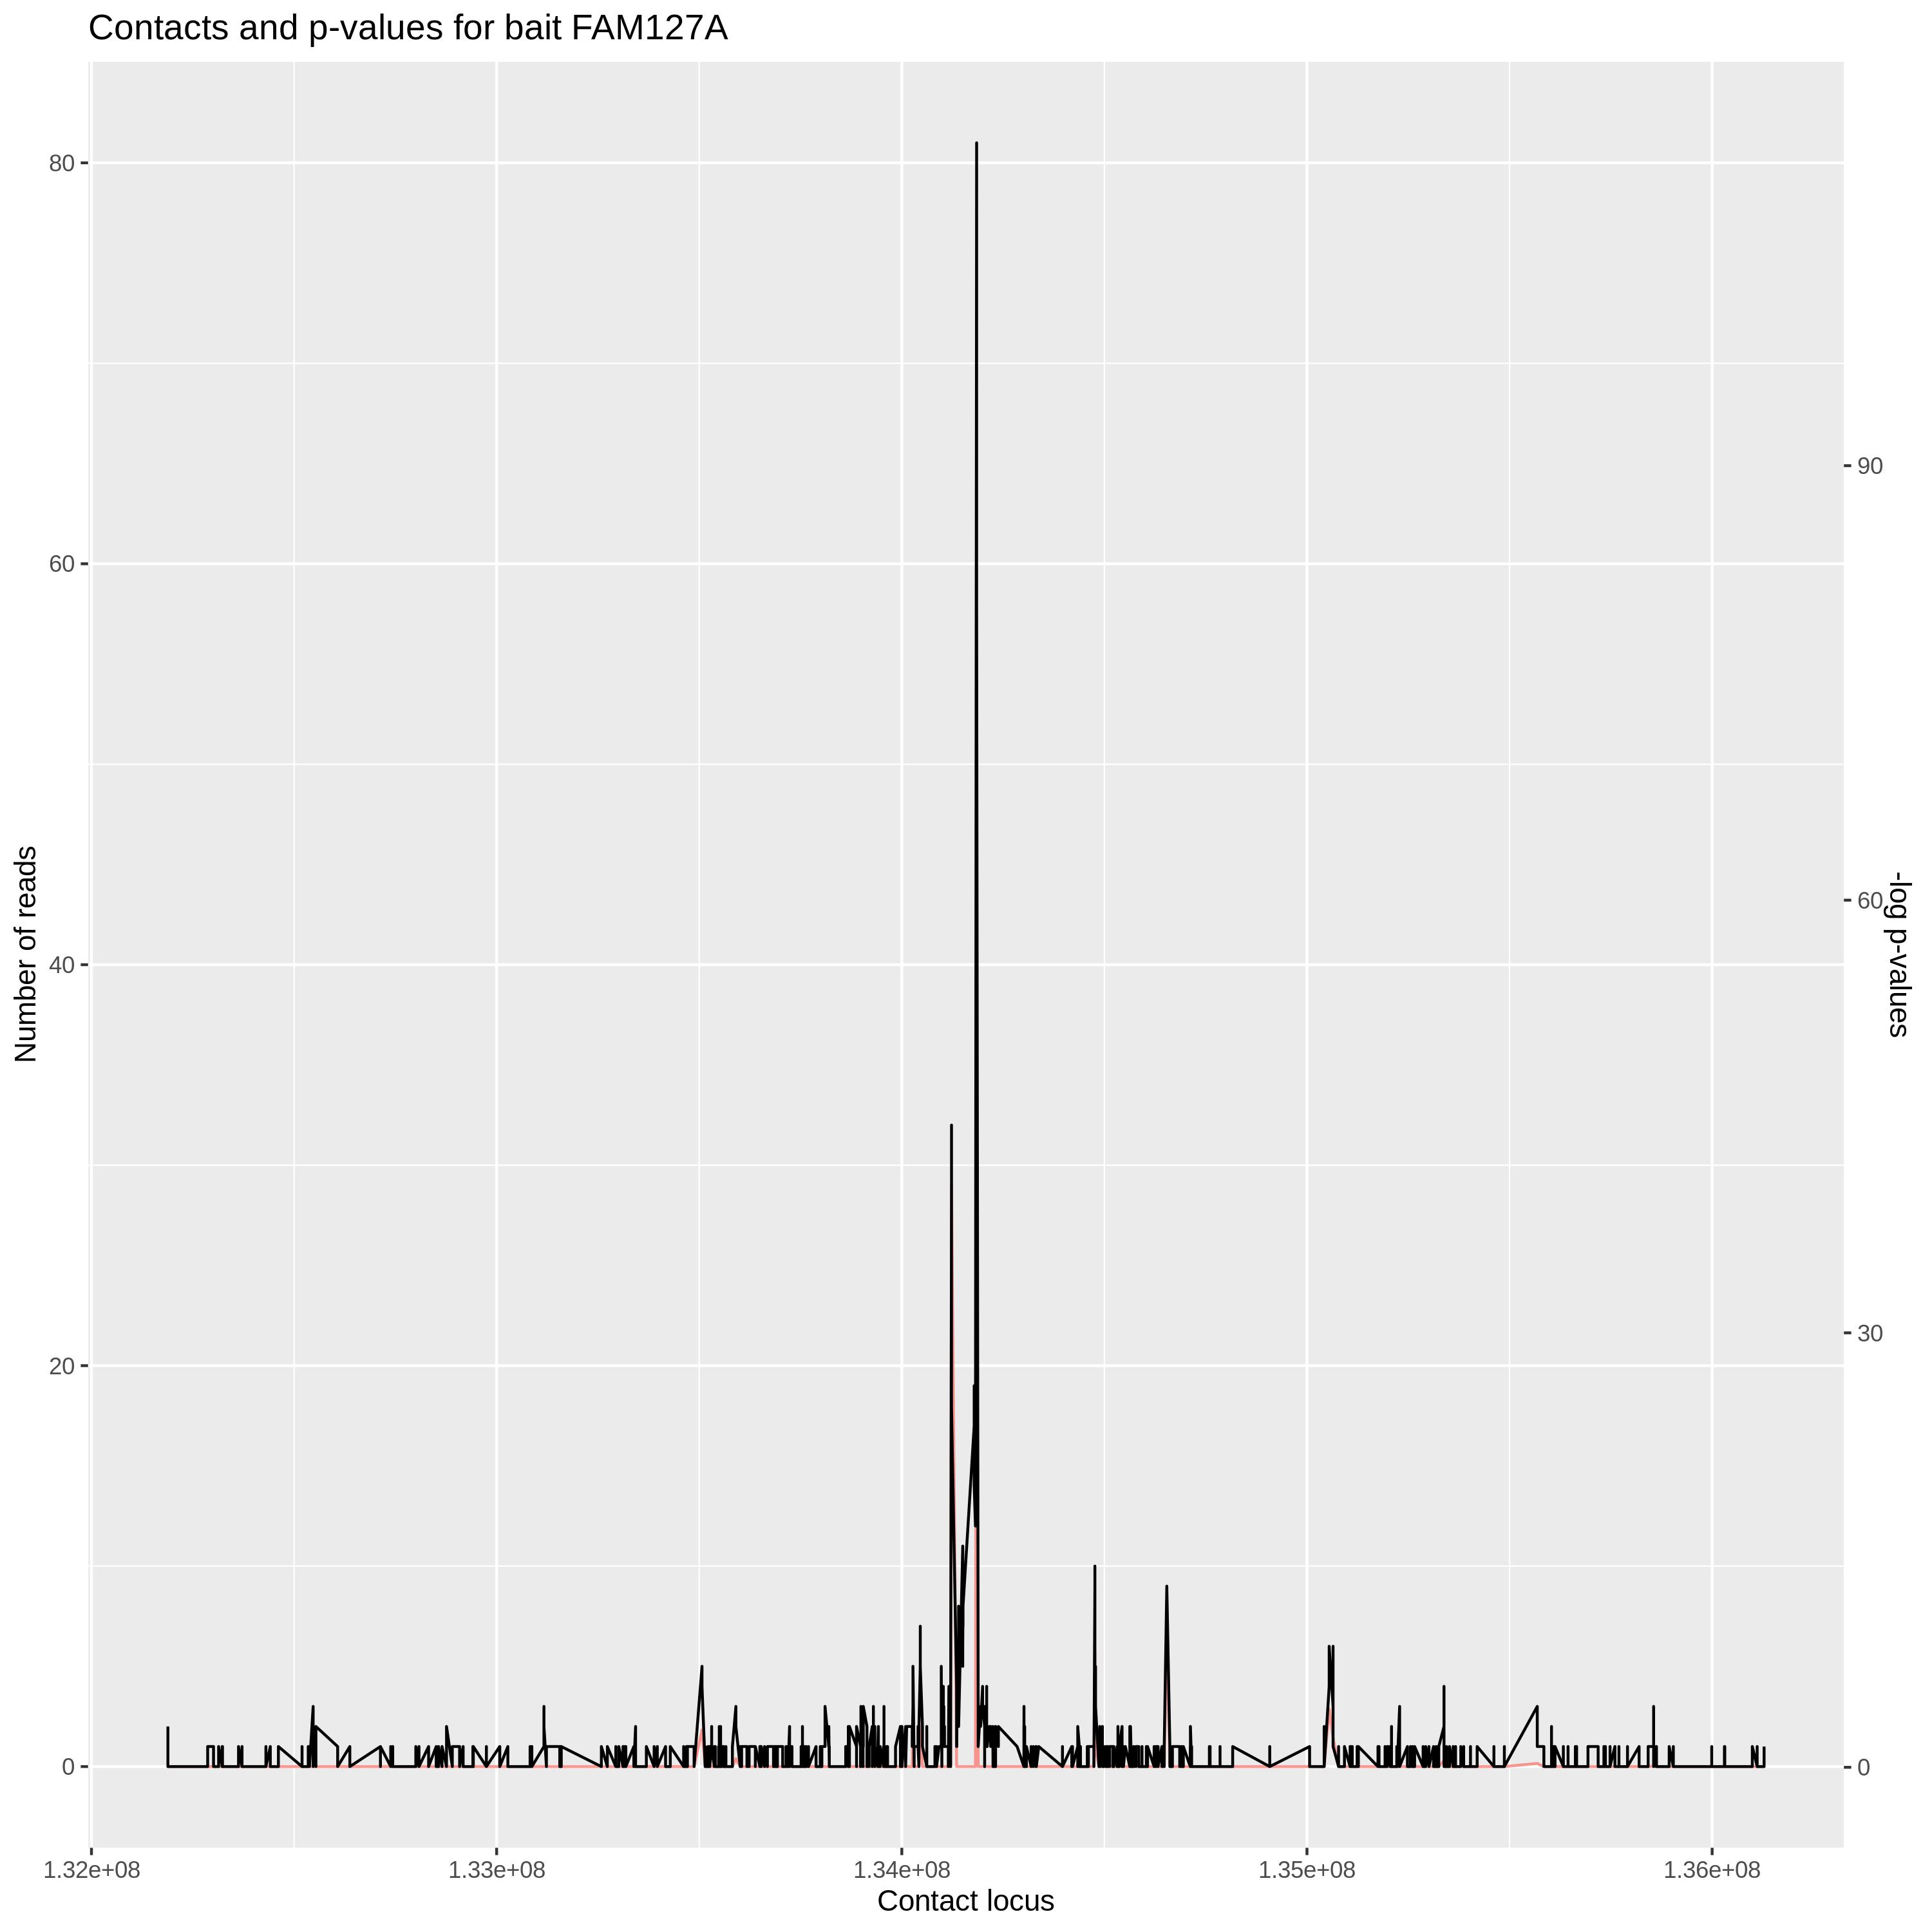 Contacts and p-values for bait FAM127A
80
60
40
20
0
Number of reads
90
60
30
0
-log p-values
1.32e+08
1.33e+08
1.34e+08
1.35e+08
1.36e+08
Contact locus